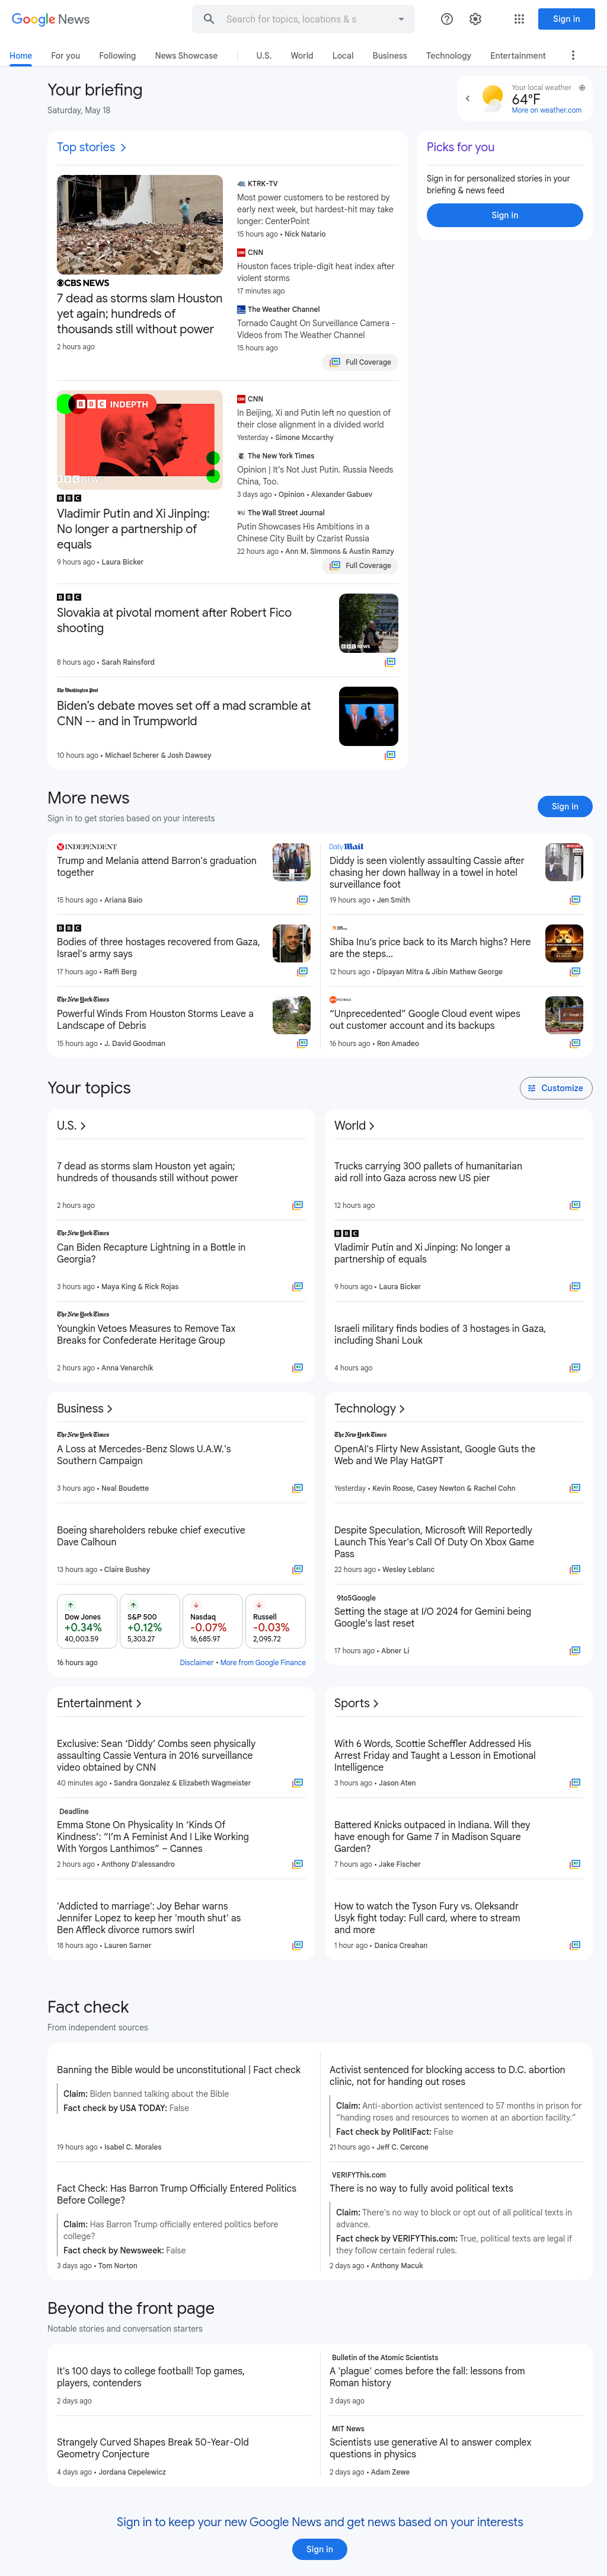 Google News
Search for topics, locations & s
Sign in
Home
For you
Following
News Showcase
U.S.
World
Local
Business
Technology
Entertainment
Your briefing
Saturday, May 18
Your local weather
64°F
More on weather.com
Top stories
CBS NEWS
7 dead as storms slam Houston
yet again; hundreds of
thousands still without power
2 hours ago
KTRK-TV
Most power customers to be restored by
early next week, but hardest-hit may take
longer: CenterPoint
15 hours ago • Nick Natario
CNN
Houston faces triple-digit heat index after
violent storms
17 minutes ago
The Weather Channel
Tornado Caught On Surveillance Camera -
Videos from The Weather Channel
15 hours ago
Full Coverage
Picks for you
Sign in for personalized stories in your
briefing & news feed
Sign in
BBC INDEPTH
BBC NEWS
BBC
Vladimir Putin and Xi Jinping:
No longer a partnership of
equals
9 hours ago • Laura Bicker
CNN
In Beijing, Xi and Putin left no question of
their close alignment in a divided world
Yesterday • Simone Mccarthy
The New York Times
Opinion | It's Not Just Putin. Russia Needs
China, Too.
3 days ago • Opinion • Alexander Gabuev
The Wall Street Journal
Putin Showcases His Ambitions in a
Chinese City Built by Czarist Russia
22 hours ago • Ann M. Simmons & Austin Ramzy
Full Coverage
BBC
Slovakia at pivotal moment after Robert Fico
shooting
BBC NEWS
8 hours ago • Sarah Rainsford
The Washington Post
Biden's debate moves set off a mad scramble at
CNN -- and in Trumpworld
10 hours ago • Michael Scherer & Josh Dawsey
More news
Sign in to get stories based on your interests
Sign in
INDEPENDENT
Trump and Melania attend Barron's graduation
together
15 hours ago • Ariana Baio
Daily Mail
Diddy is seen violently assaulting Cassie after
chasing her down hallway in a towel in hotel
surveillance foot
19 hours ago • Jen Smith
BBC
Bodies of three hostages recovered from Gaza,
Israel's army says
17 hours ago • Raffi Berg
Shiba Inu's price back to its March highs? Here
are the steps...
12 hours ago • Dipayan Mitra & Jibin Mathew George
The New York Times
Powerful Winds From Houston Storms Leave a
Landscape of Debris
15 hours ago • J. David Goodman
ars TECHNICA
“Unprecedented” Google Cloud event wipes
out customer account and its backups
16 hours ago • Ron Amadeo
Your topics
Customize
U.S.
7 dead as storms slam Houston yet again;
hundreds of thousands still without power
2 hours ago
The New York Times
Can Biden Recapture Lightning in a Bottle in
Georgia?
3 hours ago • Maya King & Rick Rojas
The New York Times
Youngkin Vetoes Measures to Remove Tax
Breaks for Confederate Heritage Group
2 hours ago • Anna Venarchik
World
Trucks carrying 300 pallets of humanitarian
aid roll into Gaza across new US pier
12 hours ago
BBC
Vladimir Putin and Xi Jinping: No longer a
partnership of equals
9 hours ago • Laura Bicker
Israeli military finds bodies of 3 hostages in Gaza,
including Shani Louk
4 hours ago
Business
The New York Times
A Loss at Mercedes-Benz Slows U.A.W.'s
Southern Campaign
3 hours ago • Neal Boudette
Boeing shareholders rebuke chief executive
Dave Calhoun
13 hours ago • Claire Bushey
Dow Jones
+0.34%
40,003.59
S&P 500
+0.12%
5,303.27
Nasdaq
-0.07%
16,685.97
Russell
-0.03%
2,095.72
16 hours ago
Disclaimer • More from Google Finance
Technology
The New York Times
OpenAI's Flirty New Assistant, Google Guts the
Web and We Play HatGPT
Yesterday • Kevin Roose, Casey Newton & Rachel Cohn
Despite Speculation, Microsoft Will Reportedly
Launch This Year's Call Of Duty On Xbox Game
Pass
22 hours ago • Wesley Leblanc
9to5Google
Setting the stage at I/O 2024 for Gemini being
Google's last reset
17 hours ago • Abner Li
Entertainment
Exclusive: Sean ‘Diddy’ Combs seen physically
assaulting Cassie Ventura in 2016 surveillance
video obtained by CNN
40 minutes ago • Sandra Gonzalez & Elizabeth Wagmeister
Deadline
Emma Stone On Physicality In ‘Kinds Of
Kindness’: “I’m A Feminist And I Like Working
With Yorgos Lanthimos” – Cannes
2 hours ago • Anthony D'alessandro
'Addicted to marriage': Joy Behar warns
Jennifer Lopez to keep her 'mouth shut' as
Ben Affleck divorce rumors swirl
18 hours ago • Lauren Sarner
Sports
With 6 Words, Scottie Scheffler Addressed His
Arrest Friday and Taught a Lesson in Emotional
Intelligence
3 hours ago • Jason Aten
Battered Knicks outpaced in Indiana. Will they
have enough for Game 7 in Madison Square
Garden?
7 hours ago • Jake Fischer
How to watch the Tyson Fury vs. Oleksandr
Usyk fight today: Full card, where to stream
and more
1 hour ago • Danica Creahan
Fact check
From independent sources
Banning the Bible would be unconstitutional | Fact check
Claim: Biden banned talking about the Bible
Fact check by USA TODAY: False
19 hours ago • Isabel C. Morales
Activist sentenced for blocking access to D.C. abortion
clinic, not for handing out roses
Claim: Anti-abortion activist sentenced to 57 months in prison for
“handing roses and resources to women at an abortion facility.”
Fact check by PolitiFact: False
21 hours ago • Jeff C. Cercone
Fact Check: Has Barron Trump Officially Entered Politics
Before College?
Claim: Has Barron Trump officially entered politics before
college?
Fact check by Newsweek: False
3 days ago • Tom Norton
VERIFYThis.com
There is no way to fully avoid political texts
Claim: There's no way to block or opt out of all political texts in
advance.
Fact check by VERIFYThis.com: True, political texts are legal if
they follow certain federal rules.
2 days ago • Anthony Macuk
Beyond the front page
Notable stories and conversation starters
It's 100 days to college football! Top games,
players, contenders
2 days ago
Bulletin of the Atomic Scientists
A 'plague' comes before the fall: lessons from
Roman history
3 days ago
Strangely Curved Shapes Break 50-Year-Old
Geometry Conjecture
4 days ago • Jordana Cepelewicz
MIT News
Scientists use generative AI to answer complex
questions in physics
2 days ago • Adam Zewe
Sign in to keep your new Google News and get news based on your interests
Sign in